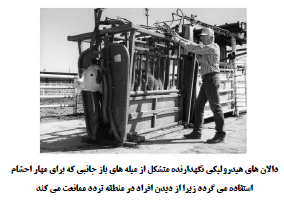 دالان های هیدرولیکی نگهدارنده متشکل از میله های باز جانبی که برای مهار احشام
استفاده می گردد زیرا از دیدن افراد در منطقه تردد ممانعت می کند